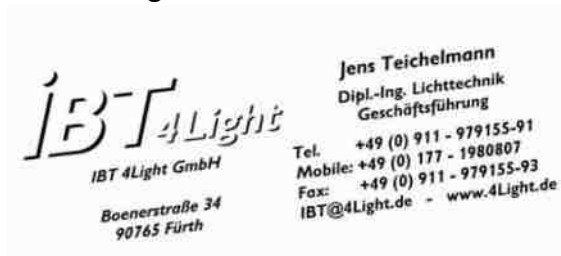 iBT 4Light
IBT 4Light GmbH
Boenerstraße 34
90765 Fürth
Jens Teichelmann
Dipl.-Ing. Lichttechnik
Geschäftsführung
Tel. +49 (0) 911 - 979155-91
Mobile: +49 (0) 177 - 1980807
Fax: +49 (0) 911 - 979155-93
IBT@4Light.de - www.4Light.de